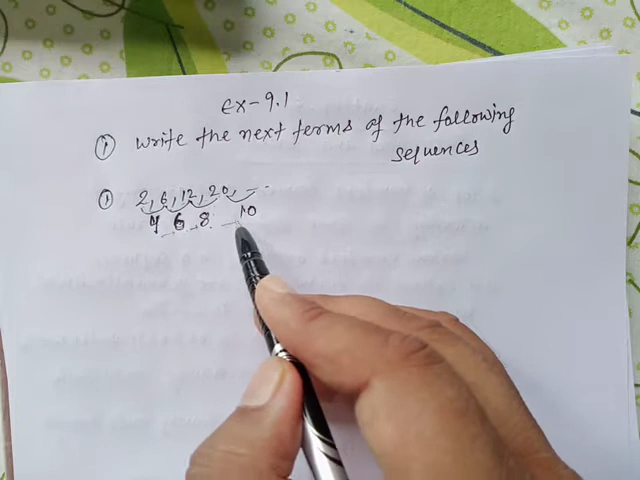 Ex-9.1
① Write the next terms of the following
sequences
① 2, 6, 12, 20, - - -
4 6 8 10